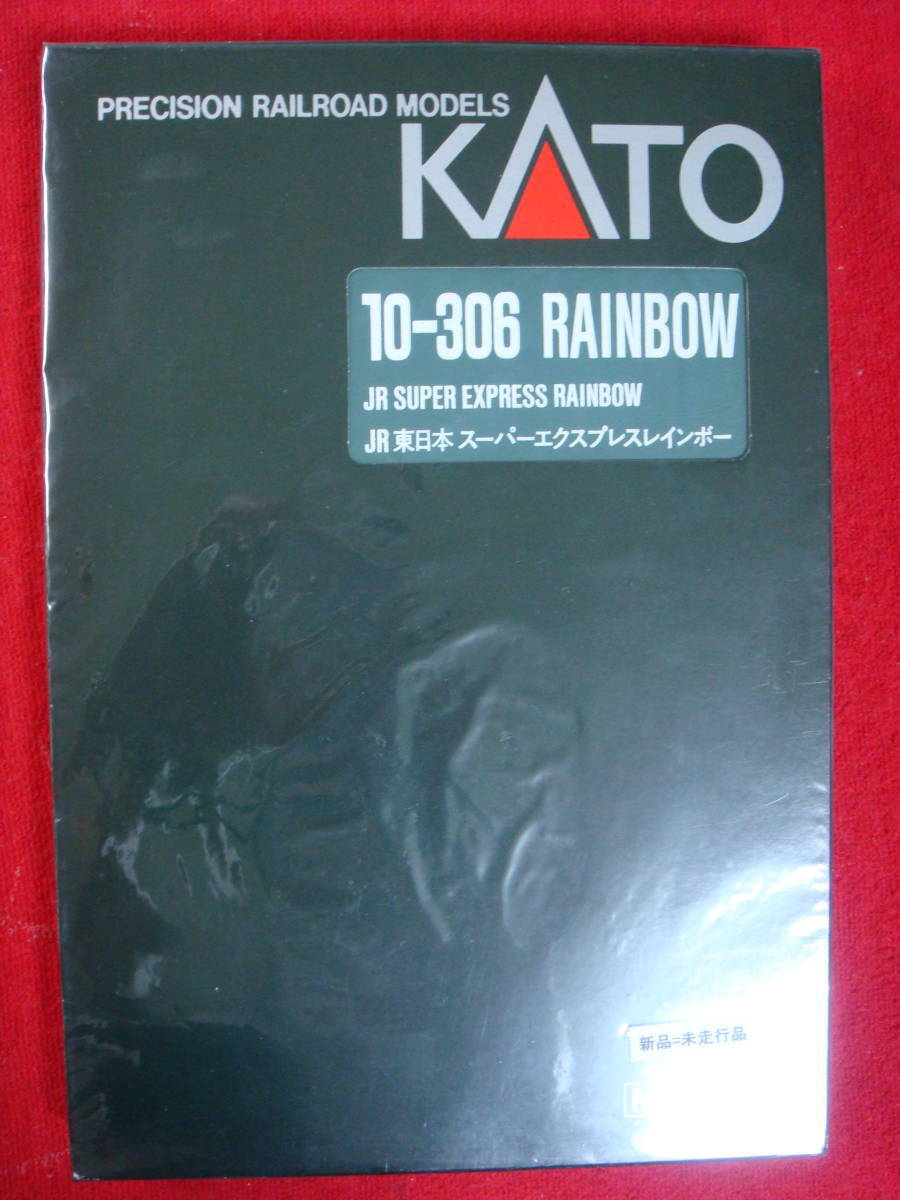 PRECISION RAILROAD MODELS
KATO
10-306 RAINBOW
JR SUPER EXPRESS RAINBOW
JR東日本 スーパーエクスプレスレインボー
新品=未走行品